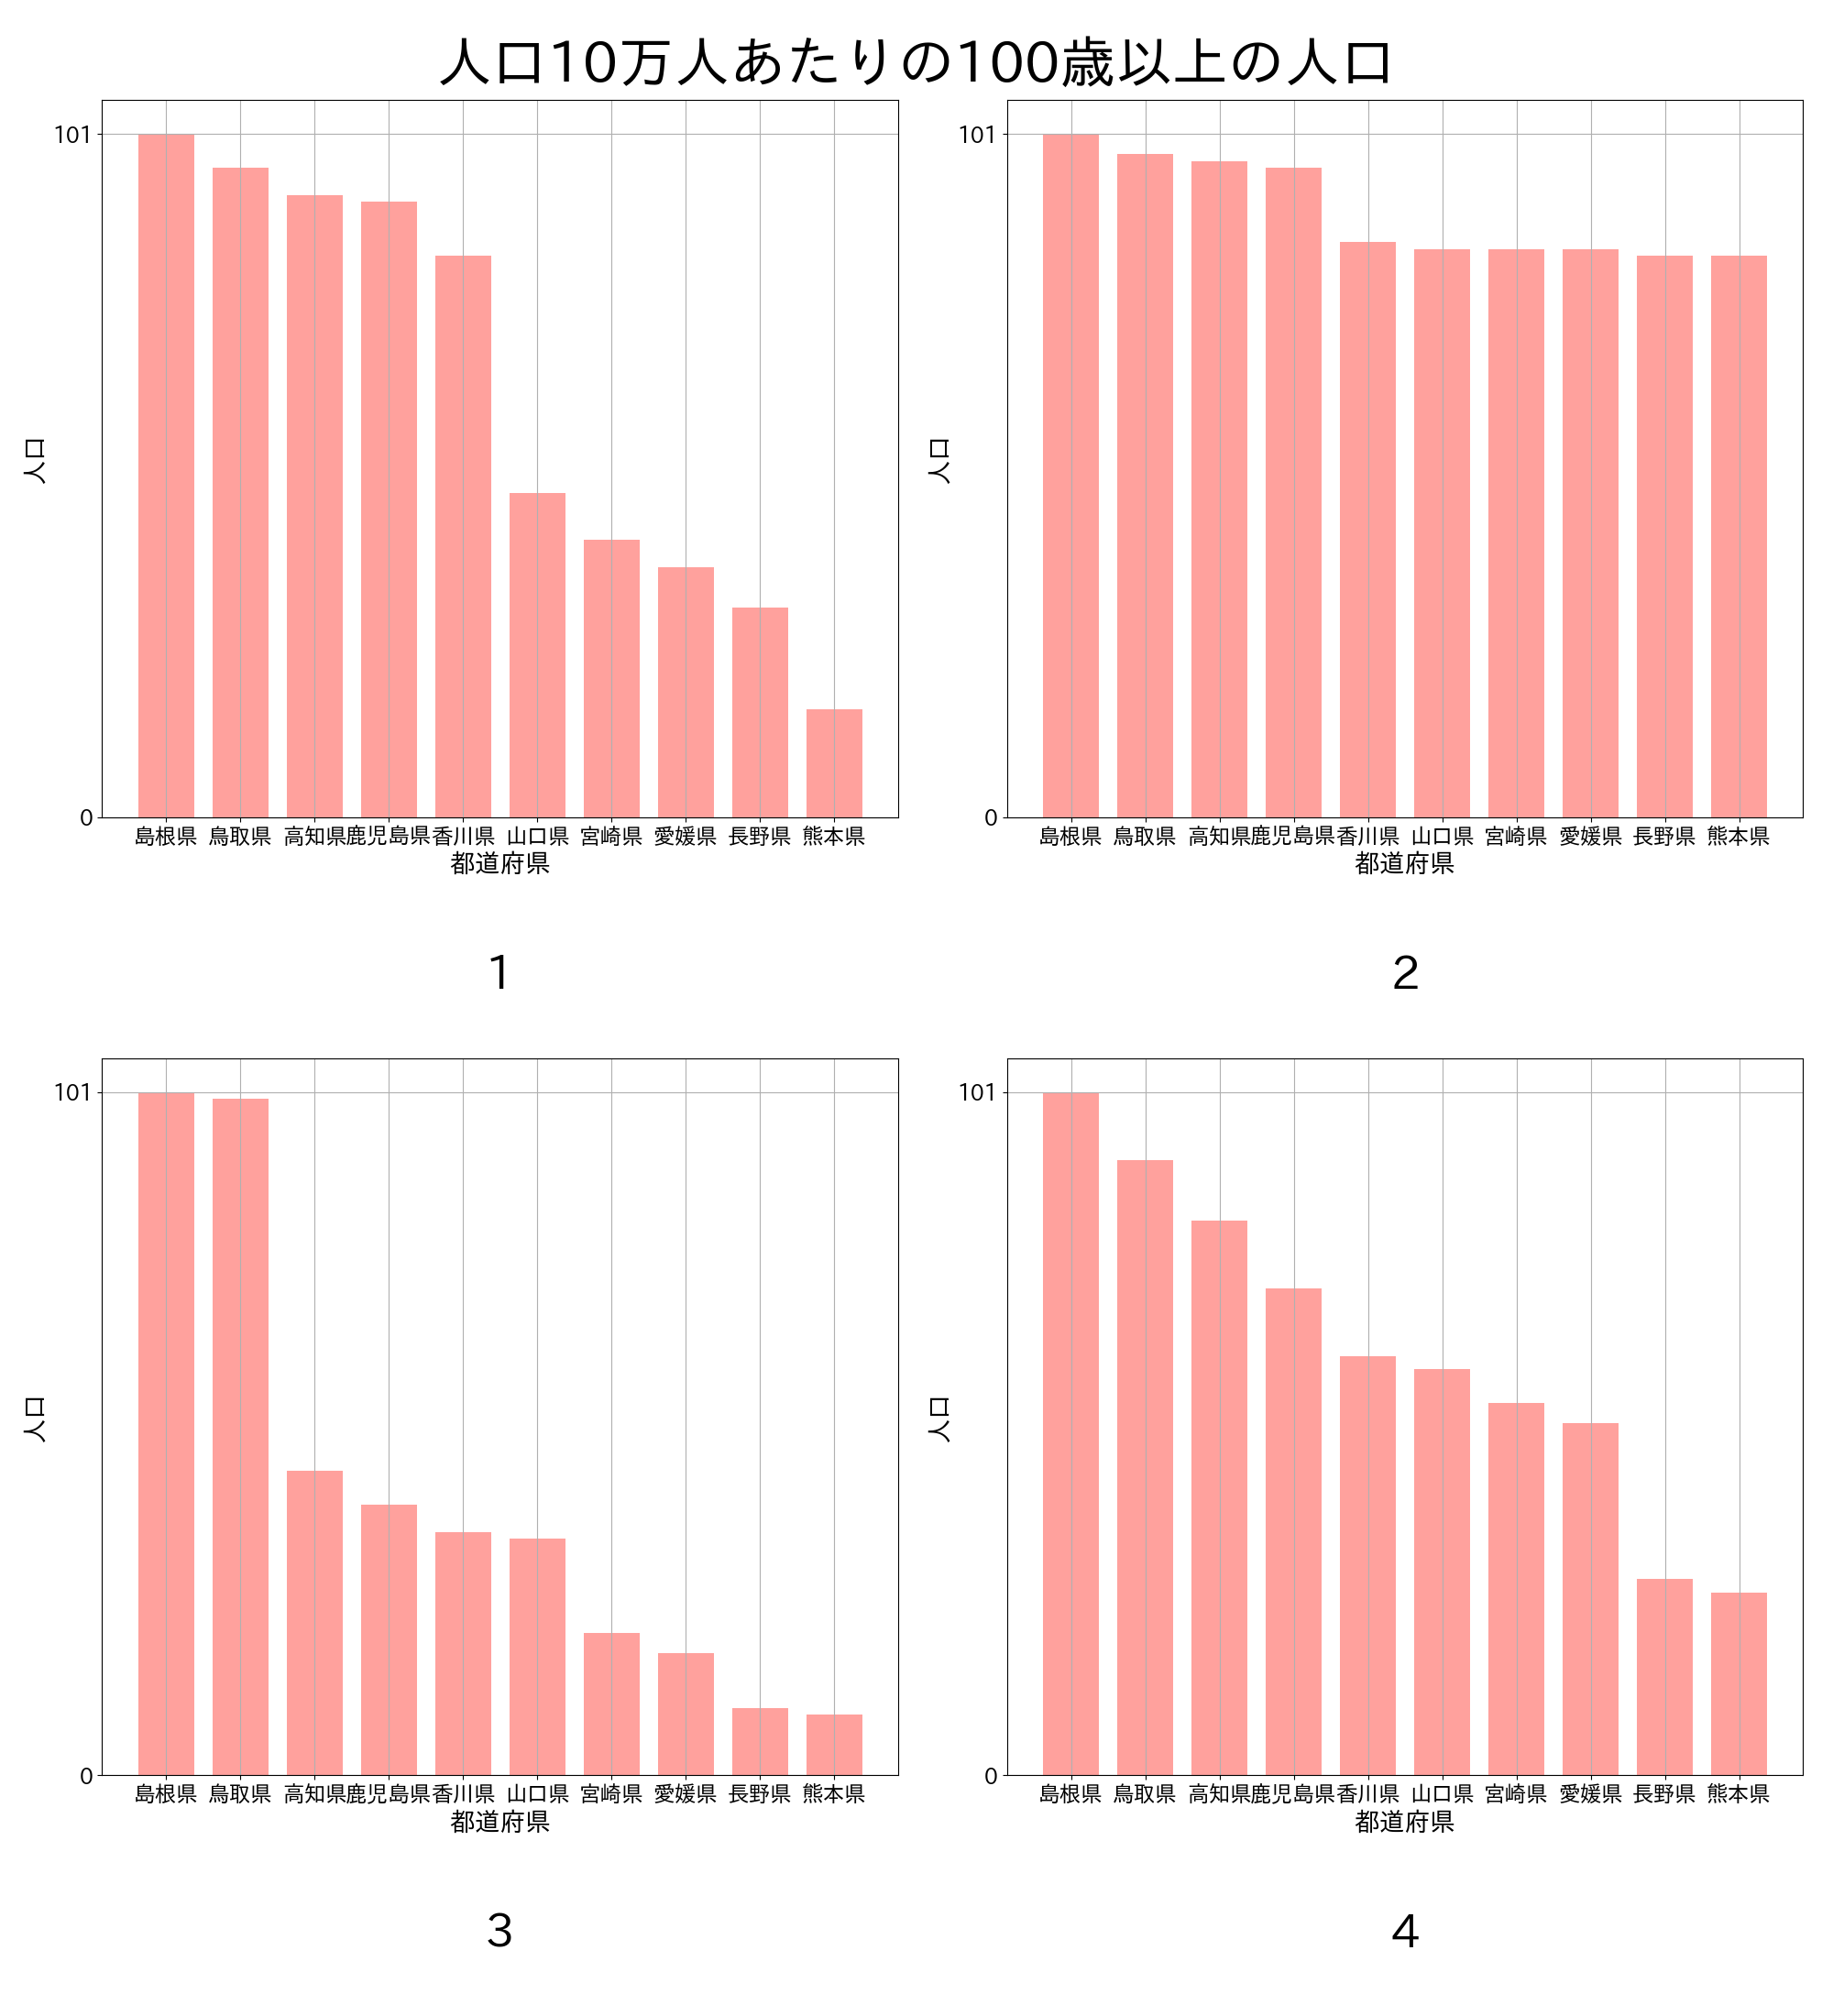 人口10万人あたりの100歳以上の人口
101
人口
0
島根県 鳥取県 高知県 鹿児島県 香川県 山口県 宮崎県 愛媛県 長野県 熊本県
都道府県
1
101
人口
0
島根県 鳥取県 高知県 鹿児島県 香川県 山口県 宮崎県 愛媛県 長野県 熊本県
都道府県
2
101
人口
0
島根県 鳥取県 高知県 鹿児島県 香川県 山口県 宮崎県 愛媛県 長野県 熊本県
都道府県
3
101
人口
0
島根県 鳥取県 高知県 鹿児島県 香川県 山口県 宮崎県 愛媛県 長野県 熊本県
都道府県
4